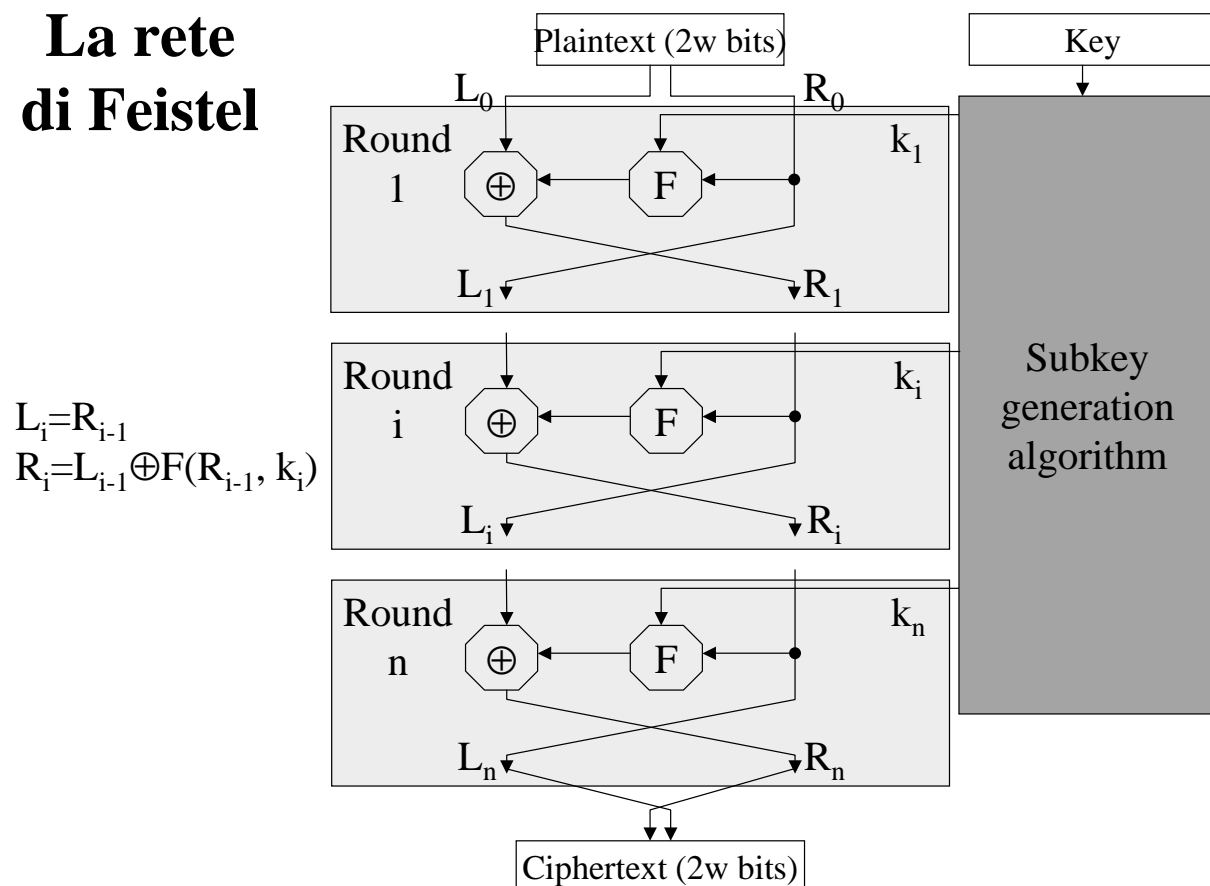 La rete
di Feistel
Plaintext (2w bits)
Key
L₀
R₀
Round
1
k₁
⊕
F
L₁
R₁
Round
i
kᵢ
⊕
F
Lᵢ
Rᵢ
Lᵢ=Rᵢ₋₁
Rᵢ=Lᵢ₋₁⊕F(Rᵢ₋₁, kᵢ)
Subkey
generation
algorithm
Round
n
kₙ
⊕
F
Lₙ
Rₙ
Ciphertext (2w bits)